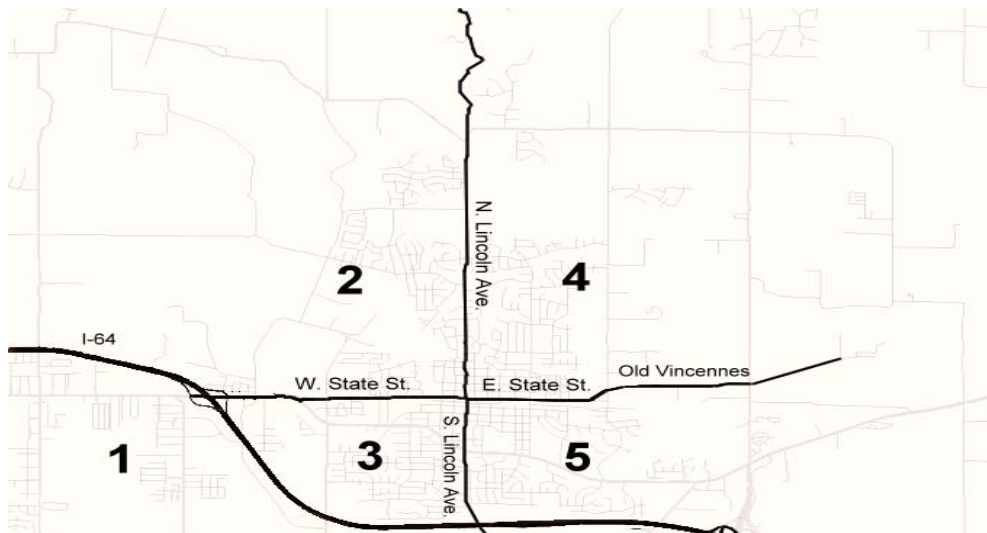 N. Lincoln Ave.
2
4
I-64
Old Vincennes
W. State St.
E. State St.
S. Lincoln Ave.
1
3
5